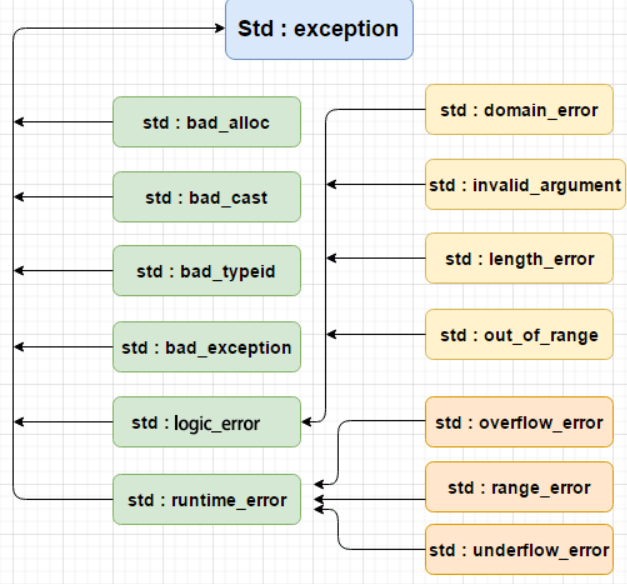 Std : exception
std : bad_alloc
std : bad_cast
std : bad_typeid
std : bad_exception
std : logic_error
std : runtime_error
std : domain_error
std : invalid_argument
std : length_error
std : out_of_range
std : overflow_error
std : range_error
std : underflow_error